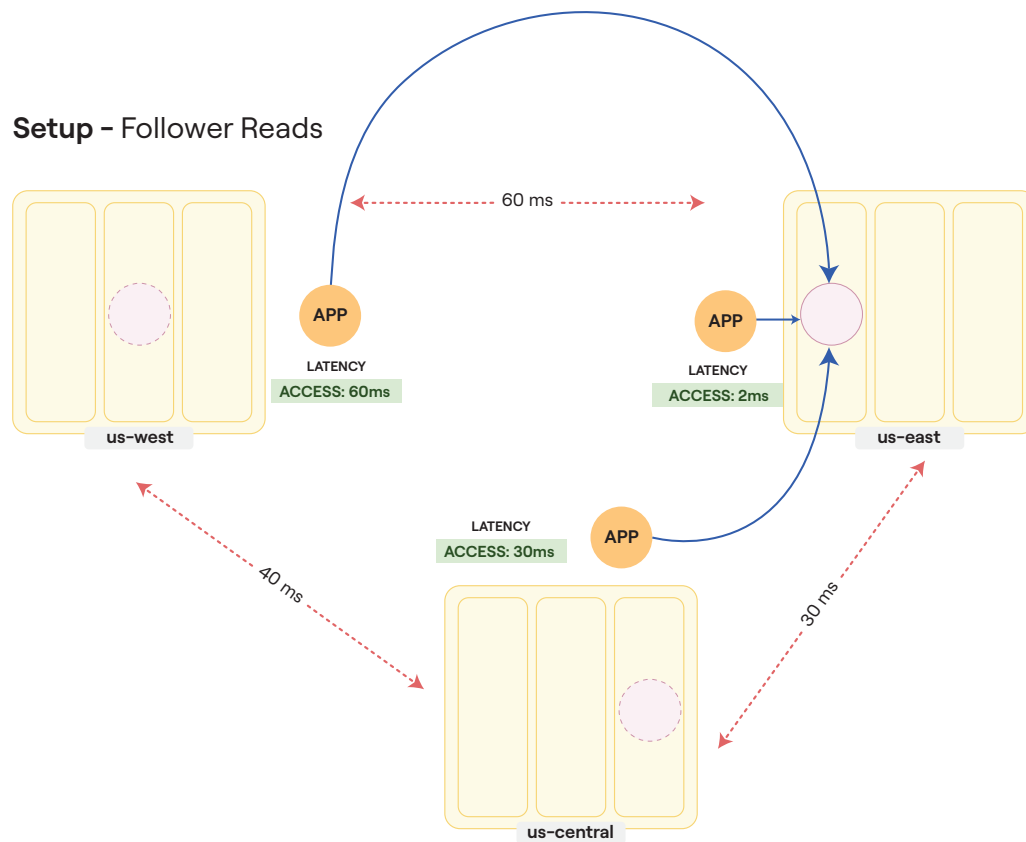 Setup - Follower Reads
60 ms
APP
LATENCY
ACCESS: 60ms
us-west
APP
LATENCY
ACCESS: 2ms
us-east
40 ms
30 ms
LATENCY
ACCESS: 30ms
APP
us-central